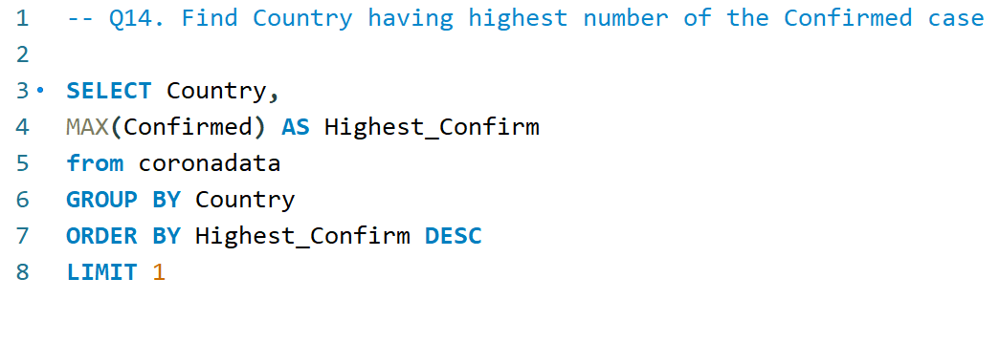 1 -- Q14. Find Country having highest number of the Confirmed case
2
3 SELECT Country,
4 MAX(Confirmed) AS Highest_Confirm
5 from coronadata
6 GROUP BY Country
7 ORDER BY Highest_Confirm DESC
8 LIMIT 1